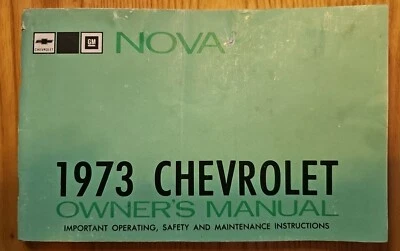 CHEVROLET
GM
NOVA
1973 CHEVROLET
OWNER'S MANUAL
IMPORTANT OPERATING, SAFETY AND MAINTENANCE INSTRUCTIONS